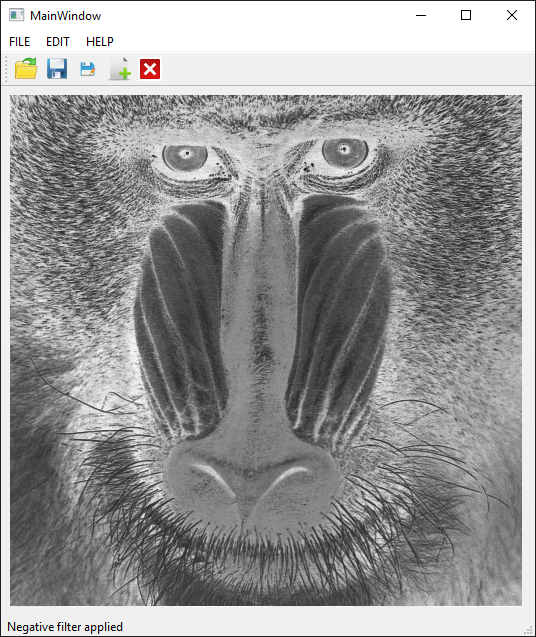 MainWindow
FILE EDIT HELP
Negative filter applied